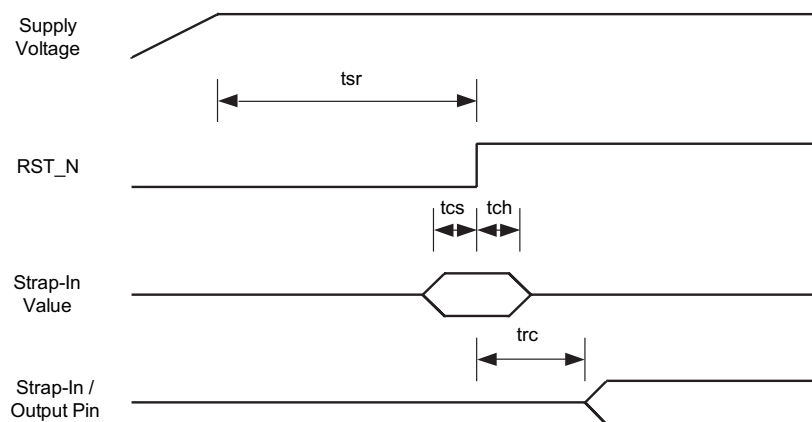 Supply
Voltage
tsr
RST_N
tcs
tch
Strap-In
Value
trc
Strap-In /
Output Pin